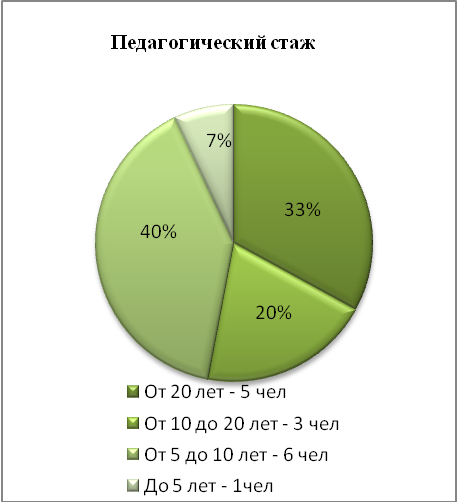 Педагогический стаж
7%
33%
40%
20%
От 20 лет - 5 чел
От 10 до 20 лет - 3 чел
От 5 до 10 лет - 6 чел
До 5 лет - 1чел